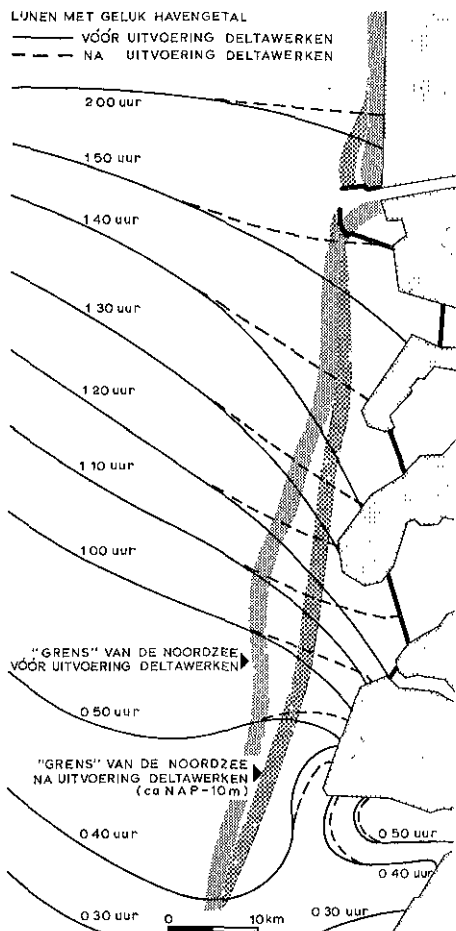 LIJNEN MET GELIJK HAVENGETAL
VÓÓR UITVOERING DELTAWERKEN
NA UITVOERING DELTAWERKEN
2.00 uur
1.50 uur
1.40 uur
1.30 uur
1.20 uur
1.10 uur
1.00 uur
"GRENS" VAN DE NOORDZEE
VÓÓR UITVOERING DELTAWERKEN
0.50 uur
"GRENS" VAN DE NOORDZEE
NA UITVOERING DELTAWERKEN
(ca NAP-10m)
0.50 uur
0.40 uur
0.40 uur
0.30 uur
0 10km
0.30 uur